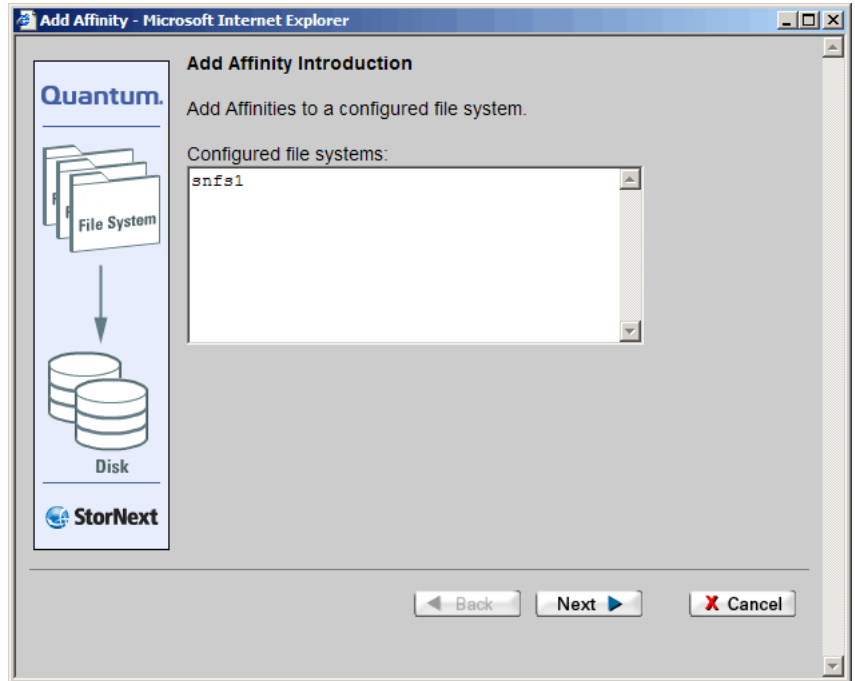 Add Affinity - Microsoft Internet Explorer
Add Affinity Introduction
Quantum.
Add Affinities to a configured file system.
Configured file systems:
snfs1
F
F
File System
Disk
StorNext
Back
Next
X Cancel